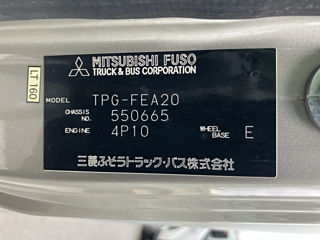 MITSUBISHI FUSO
TRUCK & BUS CORPORATION
LT 160
MODEL TPG-FEA20
CHASSIS NO. 550665
ENGINE 4P10 WHEEL BASE E
三菱ふそうトラック・バス株式会社